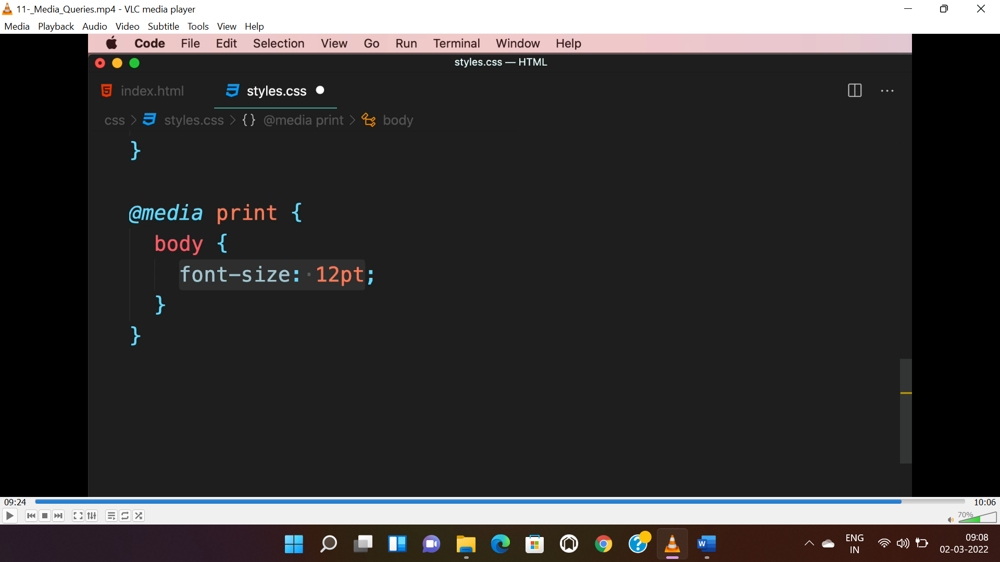 11-_Media_Queries.mp4 - VLC media player
Media Playback Audio Video Subtitle Tools View Help
Code File Edit Selection View Go Run Terminal Window Help
styles.css — HTML
index.html styles.css
css > styles.css > {} @media print > body
}
@media print {
body {
font-size: 12pt;
}
}
09:24 10:06
70%
ENG
IN
09:08
02-03-2022